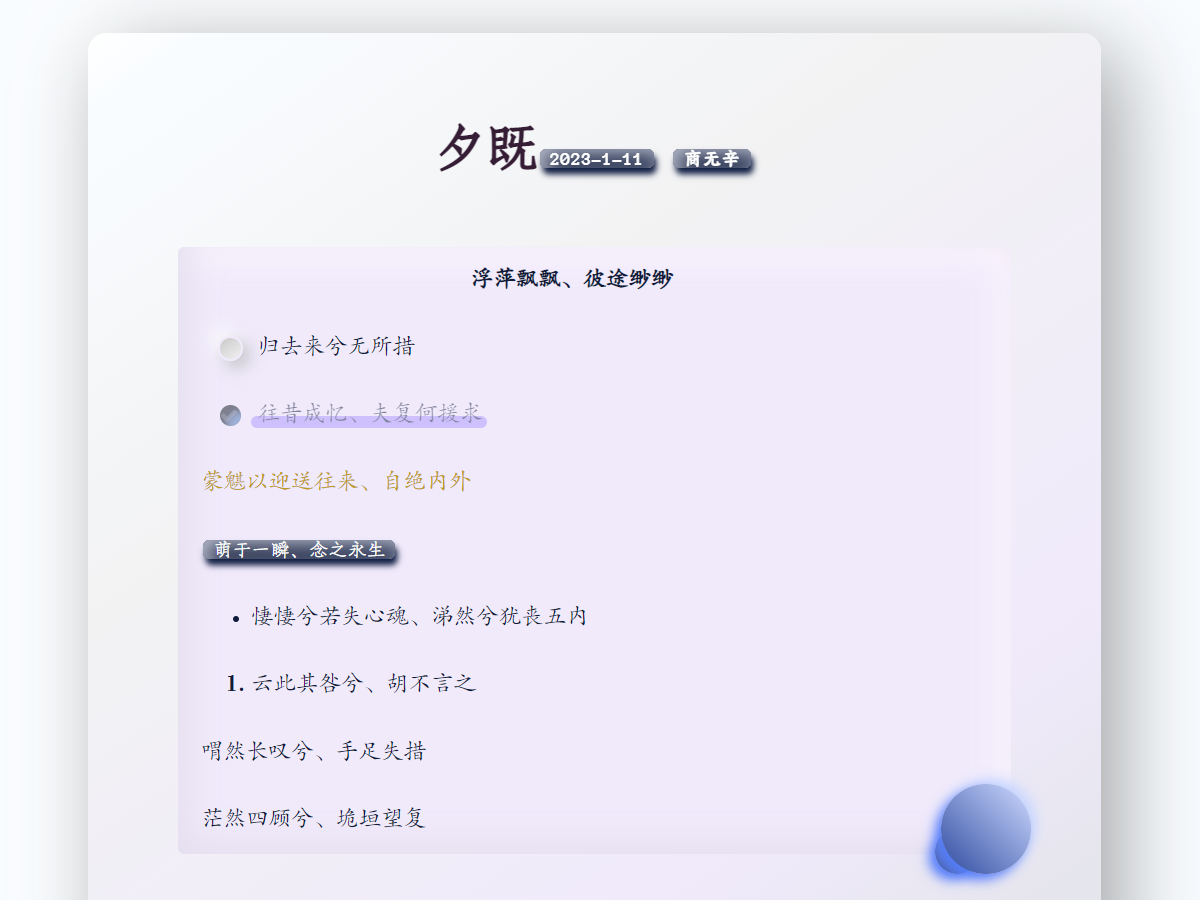 夕既 2023-1-11 商无辛
浮萍飘飘、彼途缈缈
归去来兮无所措
往昔成忆、夫复何援求
蒙魋以迎送往来、自绝内外
萌于一瞬、念之永生
• 悽悽兮若失心魂、涕然兮犹丧五内
1. 云此其咎兮、胡不言之
喟然长叹兮、手足失措
茫然四顾兮、垝垣望复